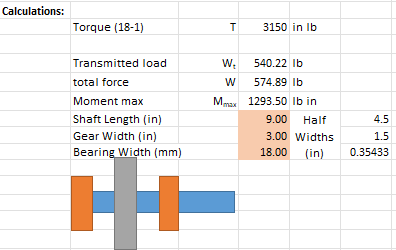 Calculations:
Torque (18-1) T 3150 in lb
Transmitted load Wt 540.22 lb
total force W 574.89 lb
Moment max Mmax 1293.50 lb in
Shaft Length (in) 9.00 Half 4.5
Gear Width (in) 3.00 Widths 1.5
Bearing Width (mm) 18.00 (in) 0.35433